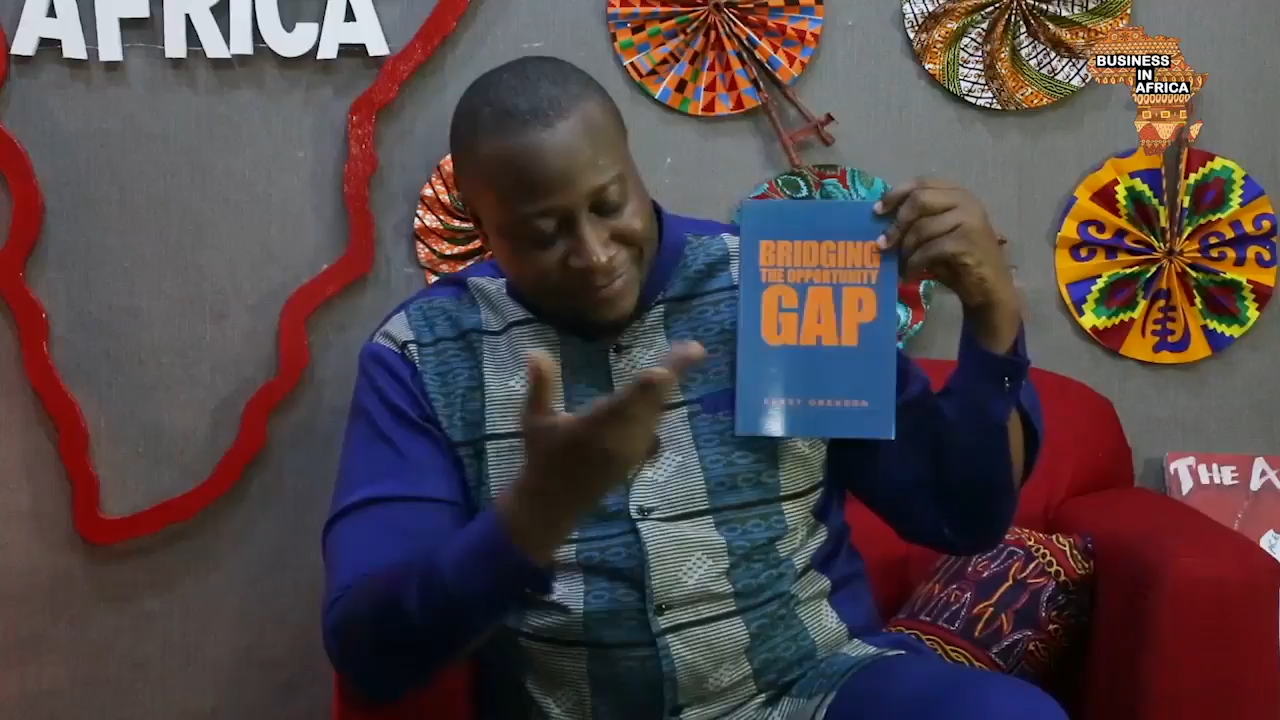 AFRICA
BUSINESS
IN
AFRICA
BRIDGING
THE OPPORTUNITY
GAP
THE A